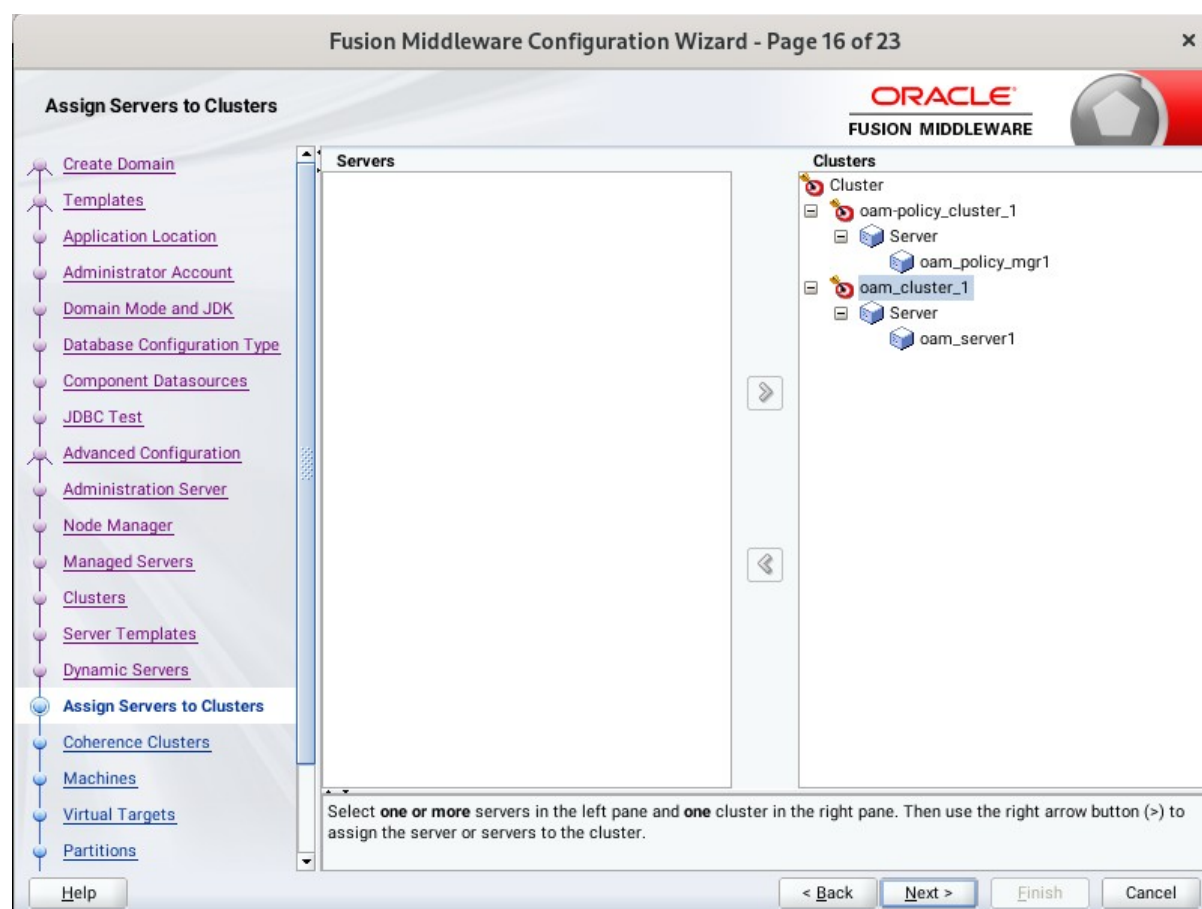 Fusion Middleware Configuration Wizard - Page 16 of 23
Assign Servers to Clusters
ORACLE
FUSION MIDDLEWARE
Create Domain
Templates
Application Location
Administrator Account
Domain Mode and JDK
Database Configuration Type
Component Datasources
JDBC Test
Advanced Configuration
Administration Server
Node Manager
Managed Servers
Clusters
Server Templates
Dynamic Servers
Assign Servers to Clusters
Coherence Clusters
Machines
Virtual Targets
Partitions
Servers
Clusters
Cluster
oam-policy_cluster_1
Server
oam_policy_mgr1
oam_cluster_1
Server
oam_server1
Select one or more servers in the left pane and one cluster in the right pane. Then use the right arrow button (>) to
assign the server or servers to the cluster.
Help
< Back
Next >
Finish
Cancel